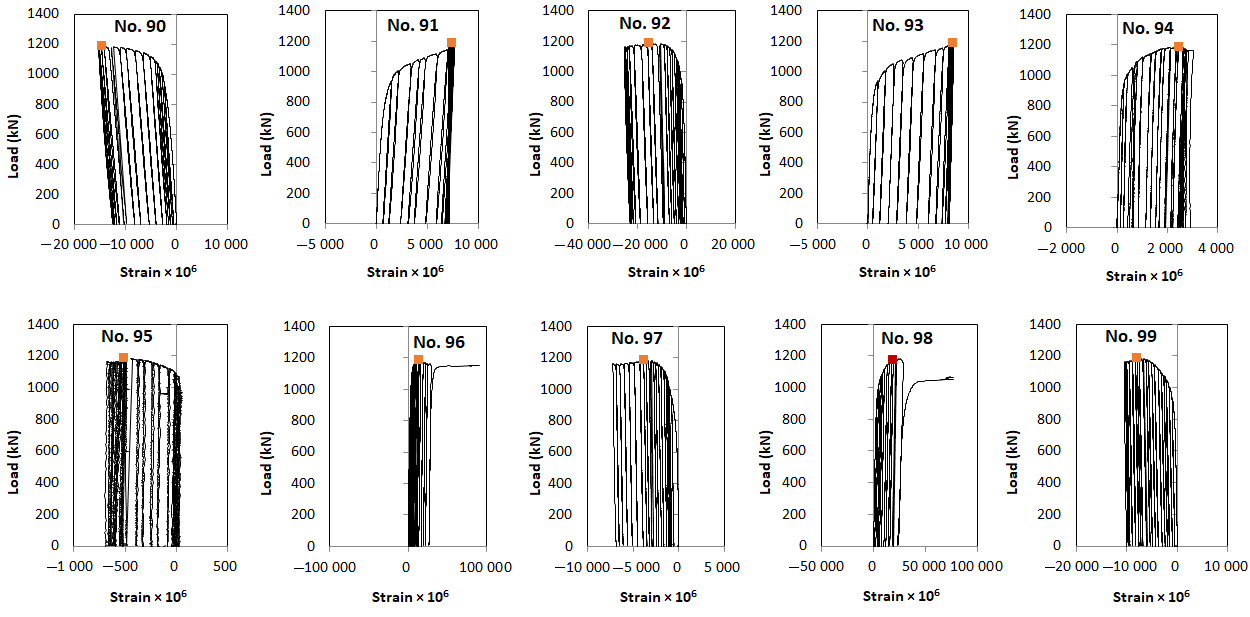 No. 90
Load (kN)
1400
1200
1000
800
600
400
200
0
—20 000 —10 000 0 10 000
Strain × 10⁶
No. 91
Load (kN)
1400
1200
1000
800
600
400
200
0
—5 000 0 5 000 10 000
Strain × 10⁶
No. 92
Load (kN)
1400
1200
1000
800
600
400
200
0
—40 000 —20 000 0 20 000
Strain × 10⁶
No. 93
Load (kN)
1400
1200
1000
800
600
400
200
0
—5 000 0 5 000 10 000
Strain × 10⁶
No. 94
Load (kN)
1400
1200
1000
800
600
400
200
0
—2 000 0 2 000 4 000
Strain × 10⁶
No. 95
Load (kN)
1400
1200
1000
800
600
400
200
0
—1 000 —500 0 500
Strain × 10⁶
No. 96
Load (kN)
1400
1200
1000
800
600
400
200
0
—100 000 0 100 000
Strain × 10⁶
No. 97
Load (kN)
1400
1200
1000
800
600
400
200
0
—10 000 —5 000 0 5 000
Strain × 10⁶
No. 98
Load (kN)
1400
1200
1000
800
600
400
200
0
—50 000 0 50 000 100 000
Strain × 10⁶
No. 99
Load (kN)
1400
1200
1000
800
600
400
200
0
—20 000 —10 000 0 10 000
Strain × 10⁶